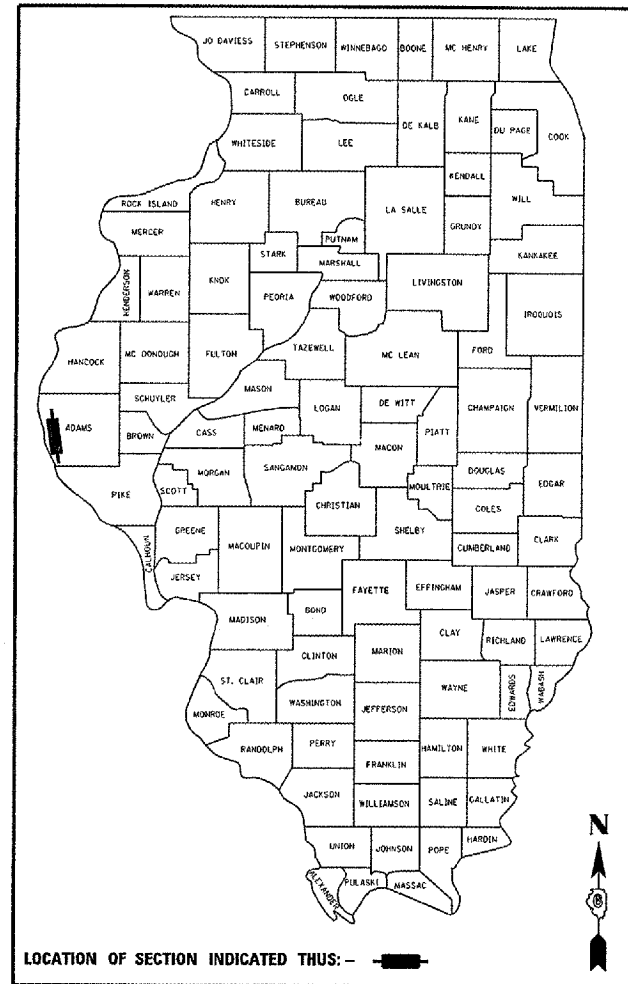 JO DAVIESS STEPHENSON WINNEBAGO BOONE MC HENRY LAKE
CARROLL OGLE DE KALB KANE DU PAGE COOK
WHITESIDE LEE KENDALL WILL
ROCK ISLAND HENRY BUREAU LA SALLE GRUNDY
MERCER PUTNAM
STARK MARSHALL KANKAKEE
HENDERSON WARREN KNOX PEORIA WOODFORD LIVINGSTON IROQUOIS
HANCOCK MC DONOUGH FULTON TAZEWELL MC LEAN FORD
MASON
SCHUYLER LOGAN DE WITT CHAMPAIGN VERMILION
ADAMS BROWN CASS MENARD MACON PIATT
MORGAN SANGAMON DOUGLAS
PIKE SCOTT CHRISTIAN MOULTRIE EDGAR
COLES
GREENE MACOUPIN MONTGOMERY SHELBY CUMBERLAND CLARK
CALHOUN JERSEY
FAYETTE EFFINGHAM JASPER CRAWFORD
MADISON BOND
CLAY RICHLAND LAWRENCE
CLINTON MARION
ST. CLAIR WAYNE EDWARDS WABASH
WASHINGTON JEFFERSON
MONROE
RANDOLPH PERRY HAMILTON WHITE
FRANKLIN
JACKSON WILLIAMSON SALINE GALLATIN
UNION JOHNSON POPE HARDIN
ALEXANDER PULASKI MASSAC
N
LOCATION OF SECTION INDICATED THUS: –